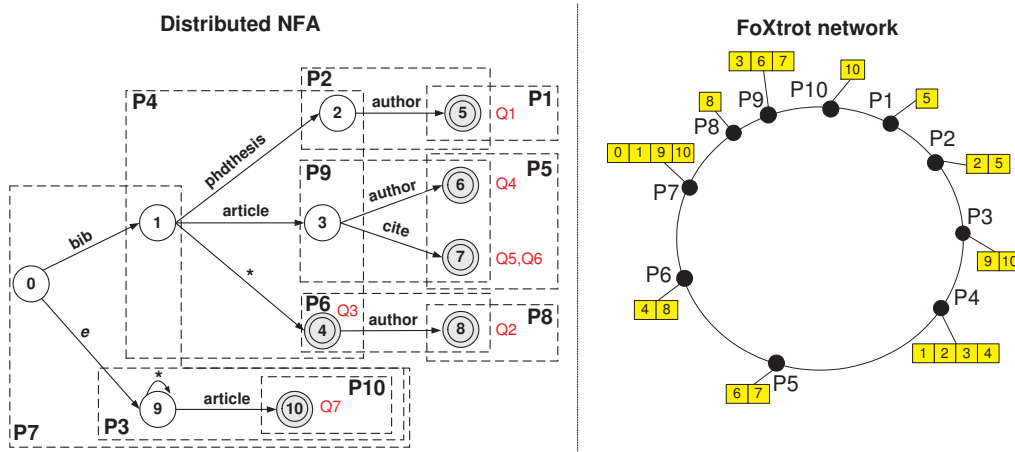 Distributed NFA
P2
P1
P4
2
author
5
Q1
phdthesis
P9
P5
author
6
Q4
1
article
3
cite
7
Q5,Q6
bib
*
0
P6
Q3
4
author
8
Q2
P8
e
*
9
article
P10
10
Q7
P3
P7
FoXtrot network
3 6 7
10
8
P9
P10
5
P8
P1
0 1 9 10
P2
2 5
P7
P3
9 10
P6
4 8
P4
1 2 3 4
P5
6 7